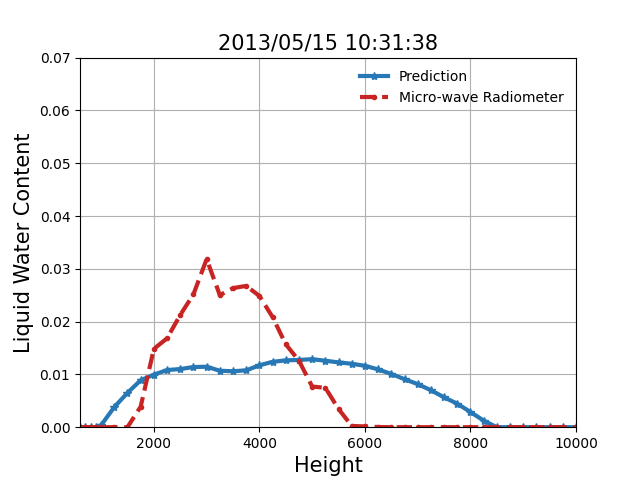 2013/05/15 10:31:38
Prediction
Micro-wave Radiometer
0.07
0.06
0.05
0.04
0.03
0.02
0.01
0.00
Liquid Water Content
2000 4000 6000 8000 10000
Height